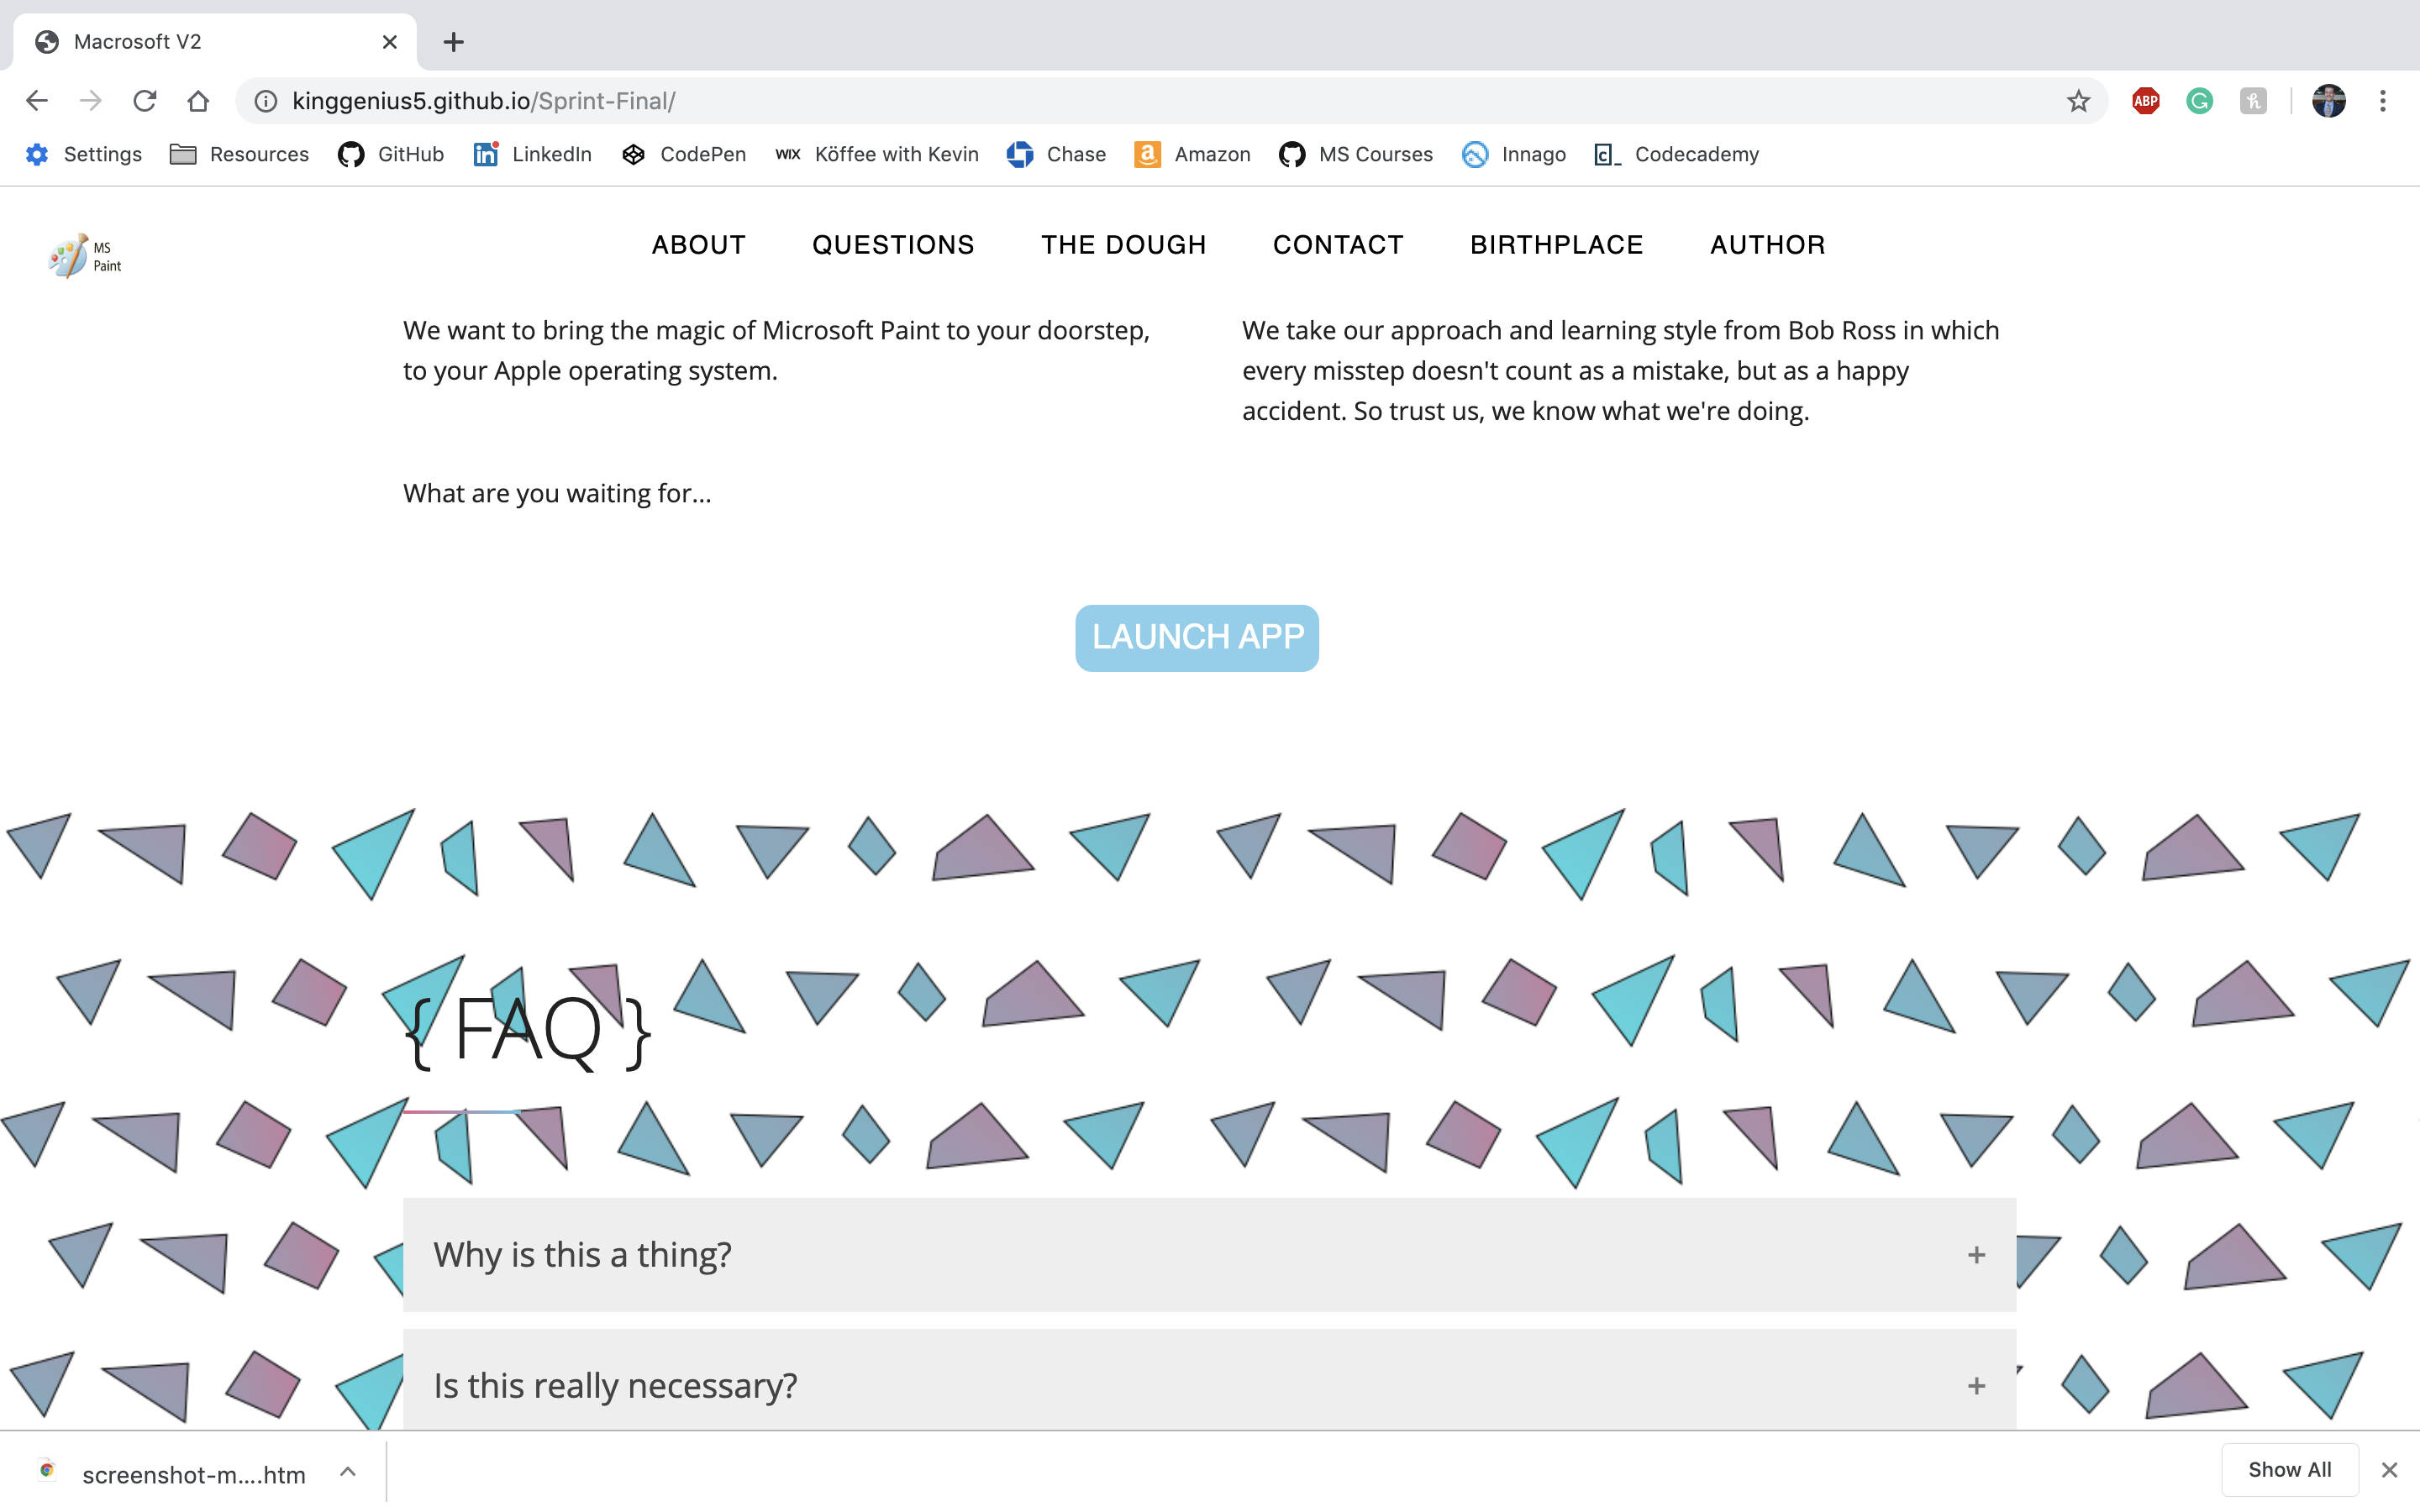 Macrosoft V2
kinggenius5.github.io/Sprint-Final/
ABP
Settings
Resources
GitHub
LinkedIn
CodePen
WIX
Köffee with Kevin
Chase
Amazon
MS Courses
Innago
Codecademy
MS
Paint
ABOUT
QUESTIONS
THE DOUGH
CONTACT
BIRTHPLACE
AUTHOR
We want to bring the magic of Microsoft Paint to your doorstep,
to your Apple operating system.
What are you waiting for...
We take our approach and learning style from Bob Ross in which
every misstep doesn't count as a mistake, but as a happy
accident. So trust us, we know what we're doing.
LAUNCH APP
{ FAQ }
Why is this a thing?
+
Is this really necessary?
+
screenshot-m....htm
Show All